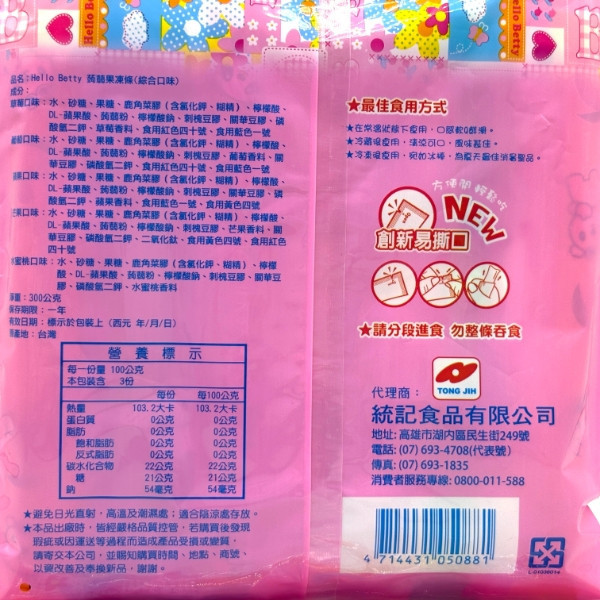 Hello Betty
Hello Betty
品名:Hello Betty 蒟蒻果凍條(綜合口味)
成分:
草莓口味:水、砂糖、果糖、鹿角菜膠(含氯化鉀、糊精)、檸檬酸、
DL-蘋果酸、蒟蒻粉、檸檬酸鈉、刺槐豆膠、關華豆膠、磷
酸氫二鉀、草莓香料、食用紅色四十號、食用藍色一號
葡萄口味:水、砂糖、果糖、鹿角菜膠(含氯化鉀、糊精)、檸檬酸、
DL-蘋果酸、蒟蒻粉、檸檬酸鈉、刺槐豆膠、葡萄香料、關
華豆膠、磷酸氫二鉀、食用紅色四十號、食用藍色一號
口味:水、砂糖、果糖、鹿角菜膠(含氯化鉀、糊精)、檸檬酸、
DL-蘋果酸、蒟蒻粉、檸檬酸鈉、刺槐豆膠、關華豆膠、磷
酸氫二鉀、食用藍色一號、食用黃色四號
芒果口味:水、砂糖、果糖、鹿角菜膠(含氯化鉀、糊精)、檸檬酸、
DL-蘋果酸、蒟蒻粉、檸檬酸鈉、刺槐豆膠、芒果香料、關
華豆膠、磷酸氫二鉀、二氧化鈦、食用黃色四號、食用紅色
四十號
水蜜桃口味:水、砂糖、果糖、鹿角菜膠(含氯化鉀、糊精)、檸檬
酸、DL-蘋果酸、蒟蒻粉、檸檬酸鈉、刺槐豆膠、關華豆
膠、磷酸氫二鉀、水蜜桃香料
淨重:300公克
保存期限:一年
有效日期:標示於包裝上(西元 年/月/日)
原產地:台灣
營養標示
每一份量 100公克
本包裝含 3份
每份 每100公克
熱量 103.2大卡 103.2大卡
蛋白質 0公克 0公克
脂肪 0公克 0公克
飽和脂肪 0公克 0公克
反式脂肪 0公克 0公克
碳水化合物 22公克 22公克
糖 21公克 21公克
鈉 54毫克 54毫克
★避免日光直射,高溫及潮濕處;適合陰涼處存放。
★本品出廠時,皆經嚴格品質控管,若購買後發現
瑕疵或因運送等過程而造成產品受損或變質,
請寄交本公司,並賜知購買時間、地點、商號、
以便改善及奉換新品,謝謝。
★最佳食用方式
★在常溫狀態下食用,口感軟Q飽滿。
★冷藏後食用,清涼可口,風味甚佳。
★冷凍後食用,宛如冰棒,為夏天最佳消暑聖品。
方便開 輕鬆吃
NEW
創新易撕口
★請分段進食 勿整條吞食
TONG JIH
代理商:
統記食品有限公司
地址:高雄市湖內區民生街249號
電話:(07) 693-4708(代表號)
傳真:(07) 693-1835
消費者服務專線:0800-011-588
4 714431 050881